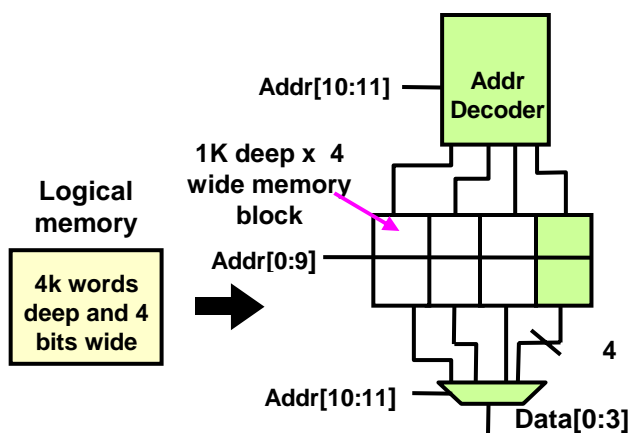 Addr[10:11]
Addr
Decoder
1K deep x 4
wide memory
block
Logical
memory
Addr[0:9]
4k words
deep and 4
bits wide
4
Addr[10:11]
Data[0:3]